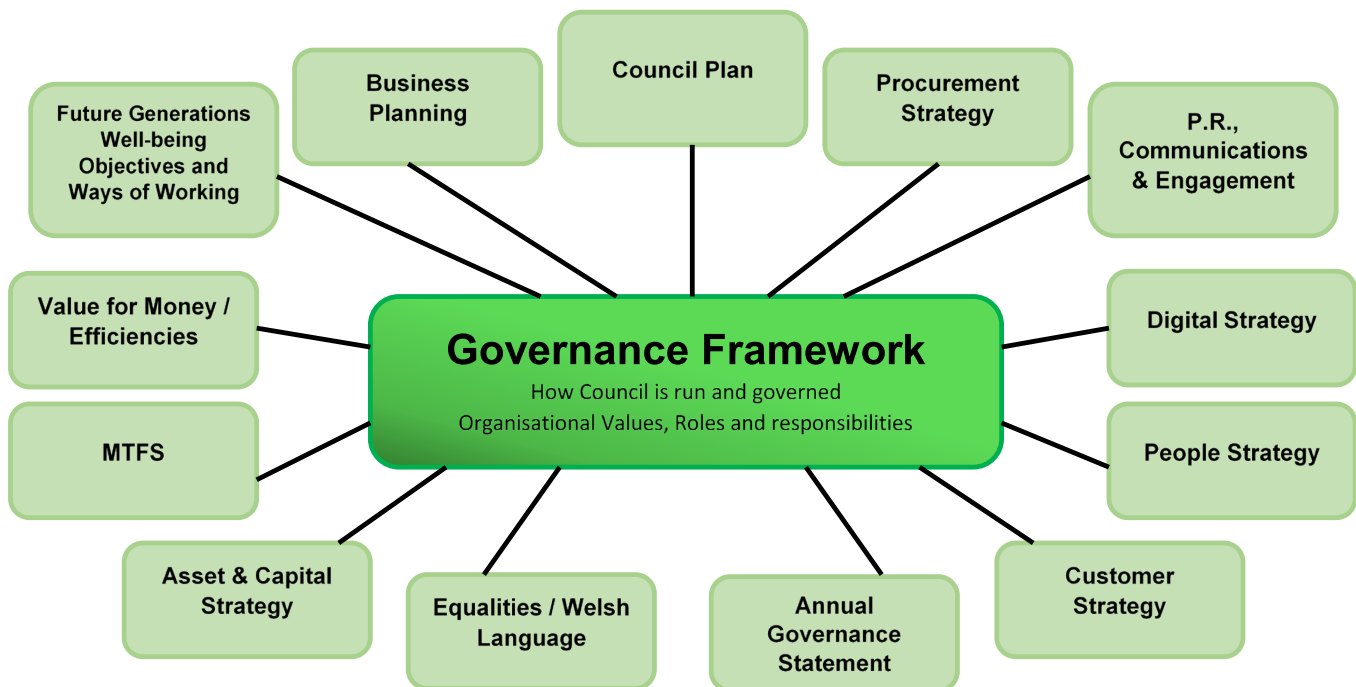 Council Plan
Business
Planning
Procurement
Strategy
Future Generations
Well-being
Objectives and
Ways of Working
P.R.,
Communications
& Engagement
Value for Money /
Efficiencies
Digital Strategy
Governance Framework
How Council is run and governed
Organisational Values, Roles and responsibilities
MTFS
People Strategy
Asset & Capital
Strategy
Equalities / Welsh
Language
Annual
Governance
Statement
Customer
Strategy